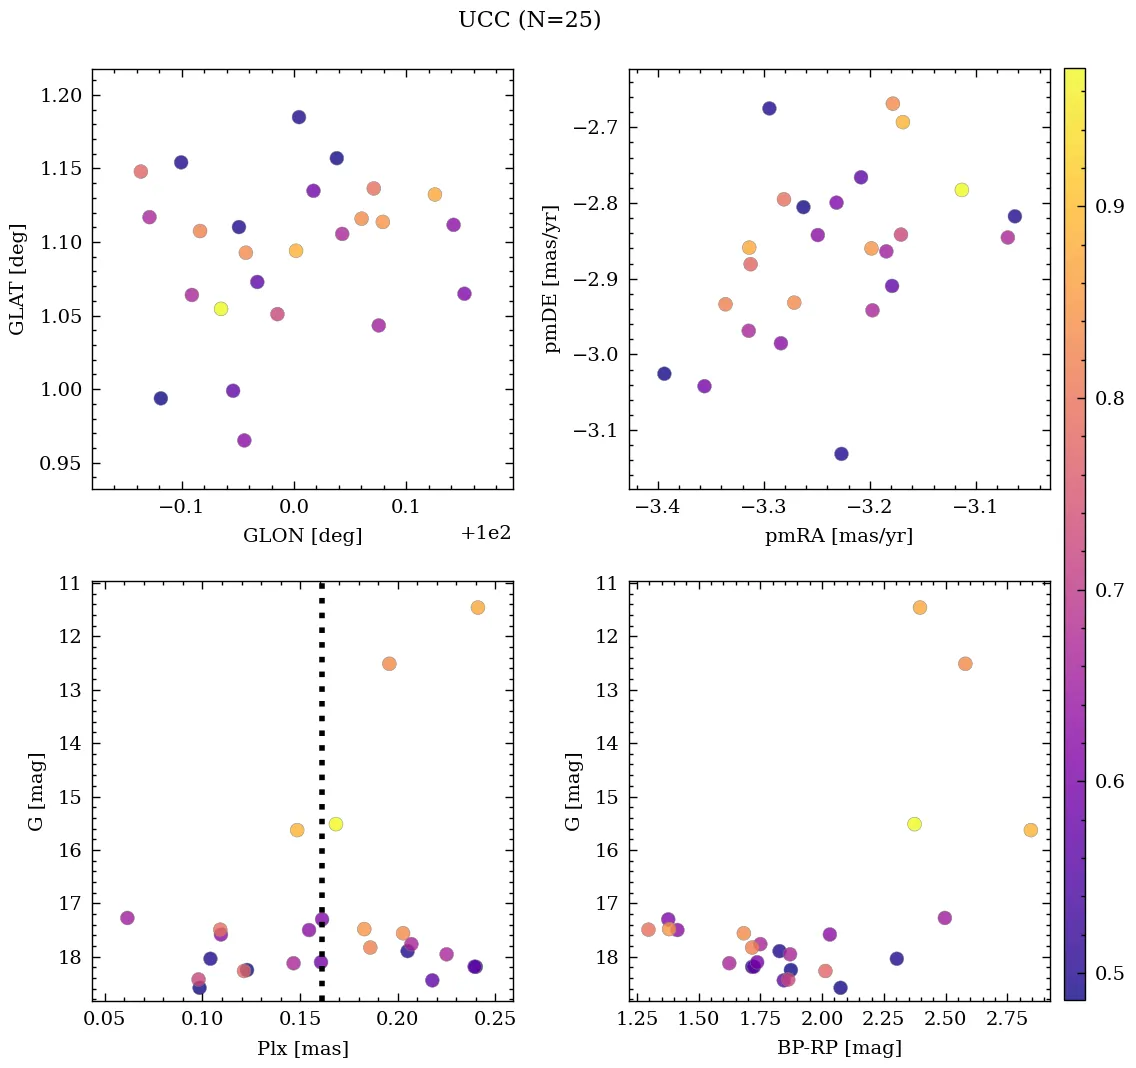 UCC (N=25)
1.20
1.15
1.10
1.05
1.00
0.95
GLAT [deg]
−0.1 0.0 0.1
GLON [deg]
+1e2
−2.7
−2.8
−2.9
−3.0
−3.1
pmDE [mas/yr]
−3.4 −3.3 −3.2 −3.1
pmRA [mas/yr]
0.9
0.8
0.7
0.6
0.5
11
12
13
14
15
16
17
18
G [mag]
0.05 0.10 0.15 0.20 0.25
Plx [mas]
11
12
13
14
15
16
17
18
G [mag]
1.25 1.50 1.75 2.00 2.25 2.50 2.75
BP-RP [mag]